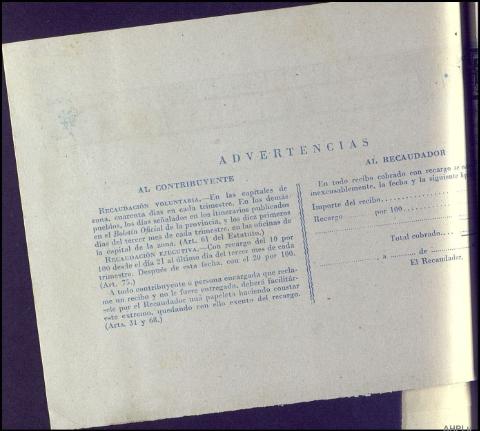 ADVERTENCIAS
AL CONTRIBUYENTE
RECAUDACIÓN VOLUNTARIA.—En las capitales de
zona, cuarenta días en cada trimestre. En los demás
pueblos, los días señalados en los itinerarios publicados
en el Boletín Oficial de la provincia, y los diez primeros
días del tercer mes de cada trimestre, en las oficinas de
la capital de la zona. (Art. 61 del Estatuto.)
RECAUDACIÓN EJECUTIVA.—Con recargo del 10 por
100 desde el día 21 al último día del tercer mes de cada
trimestre. Después de esta fecha, con el 20 por 100.
(Art. 75.)
A todo contribuyente o persona encargada que recla-
me un recibo y no le fuere entregado, deberá facilitár-
sele por el Recaudador una papeleta haciendo constar
este extremo, quedando con ello exento del recargo.
(Arts. 31 y 68.)
AL RECAUDADOR
En todo recibo cobrado con recargo se
inexcusablemente, la fecha y la siguiente
Importe del recibo
Recargo por 100
Total cobrado
, a de
El Recaudador,